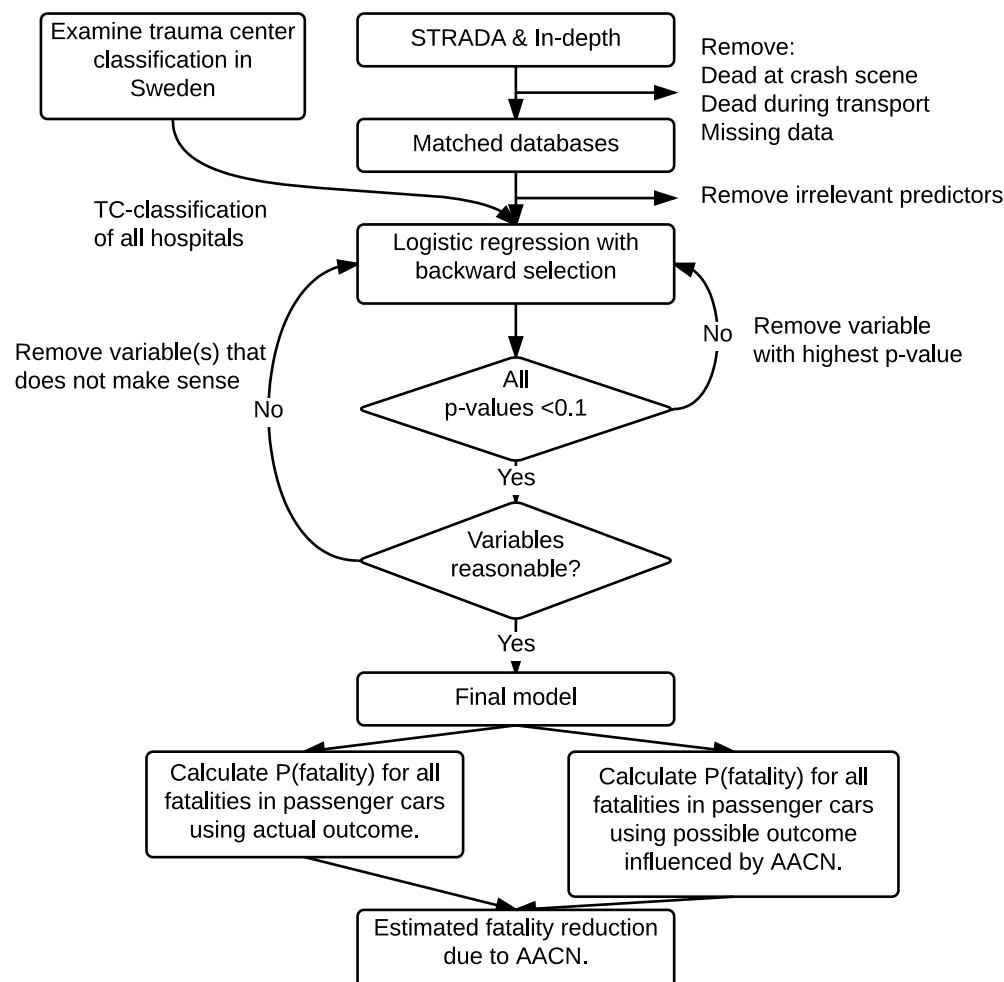 Examine trauma center
classification in
Sweden
STRADA & In-depth
Remove:
Dead at crash scene
Dead during transport
Missing data
Matched databases
Remove irrelevant predictors
TC-classification
of all hospitals
Logistic regression with
backward selection
Remove variable(s) that
does not make sense
No
No
Remove variable
with highest p-value
All
p-values <0.1
Yes
Variables
reasonable?
Yes
Final model
Calculate P(fatality) for all
fatalities in passenger cars
using actual outcome.
Calculate P(fatality) for all
fatalities in passenger cars
using possible outcome
influenced by AACN.
Estimated fatality reduction
due to AACN.